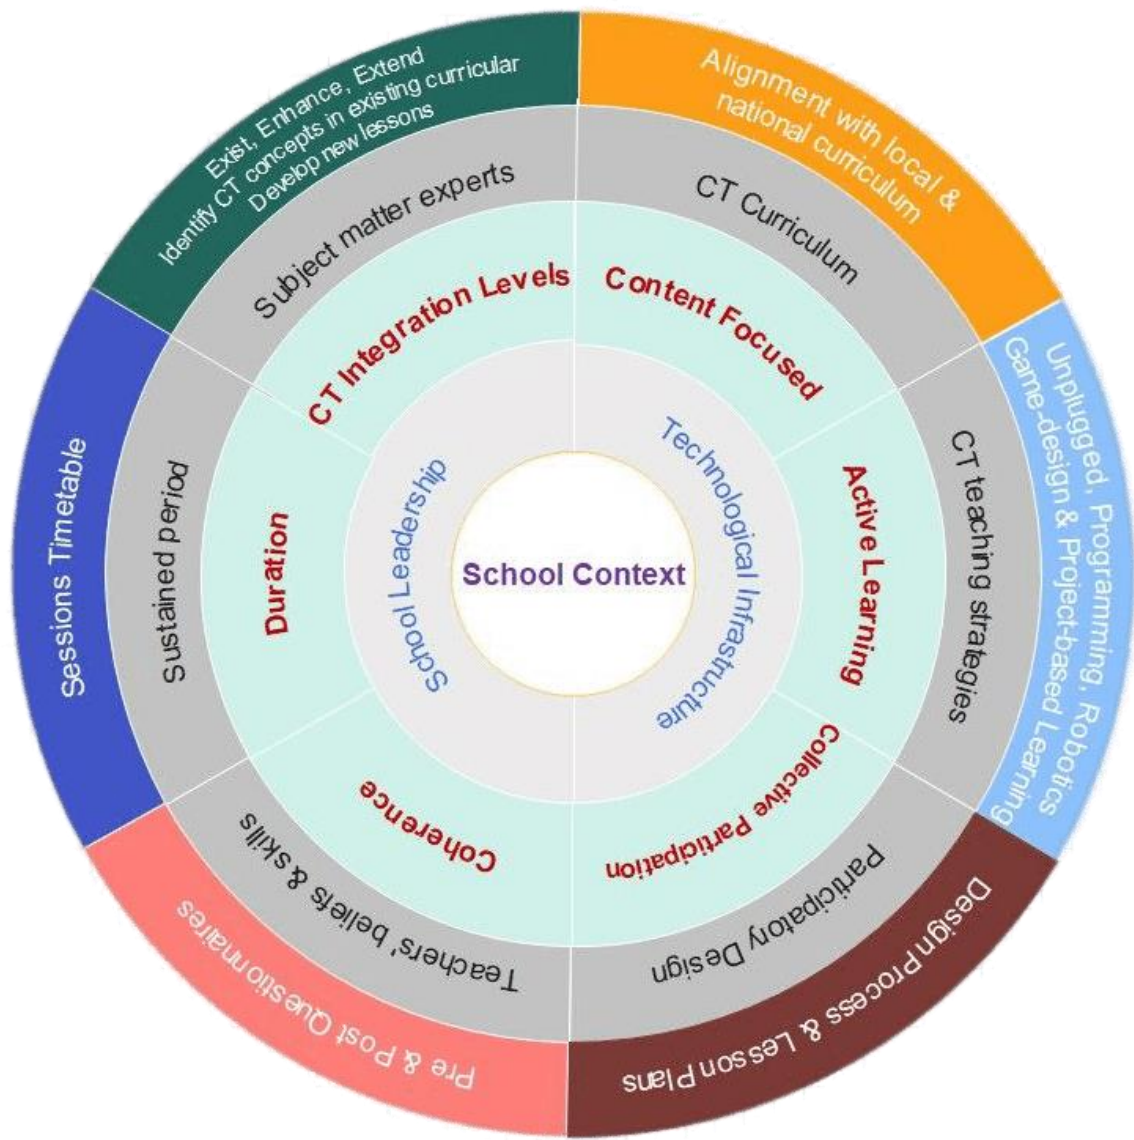 Exist, Enhance, Extend
Identify CT concepts in existing curricular
Develop new lessons
Alignment with local &
national curriculum
Subject matter experts
CT Curriculum
CT Integration Levels
Content Focused
Unplugged, Programming, Robotics
Game-design & Project-based Learning
CT teaching strategies
Active Learning
Technological Infrastructure
School Context
School Leadership
Duration
Sustained period
Sessions Timetable
Coherence
Collective Participation
Teachers' beliefs & skills
Participatory Design
Pre & Post Questionnaires
Design Process & Lesson Plans